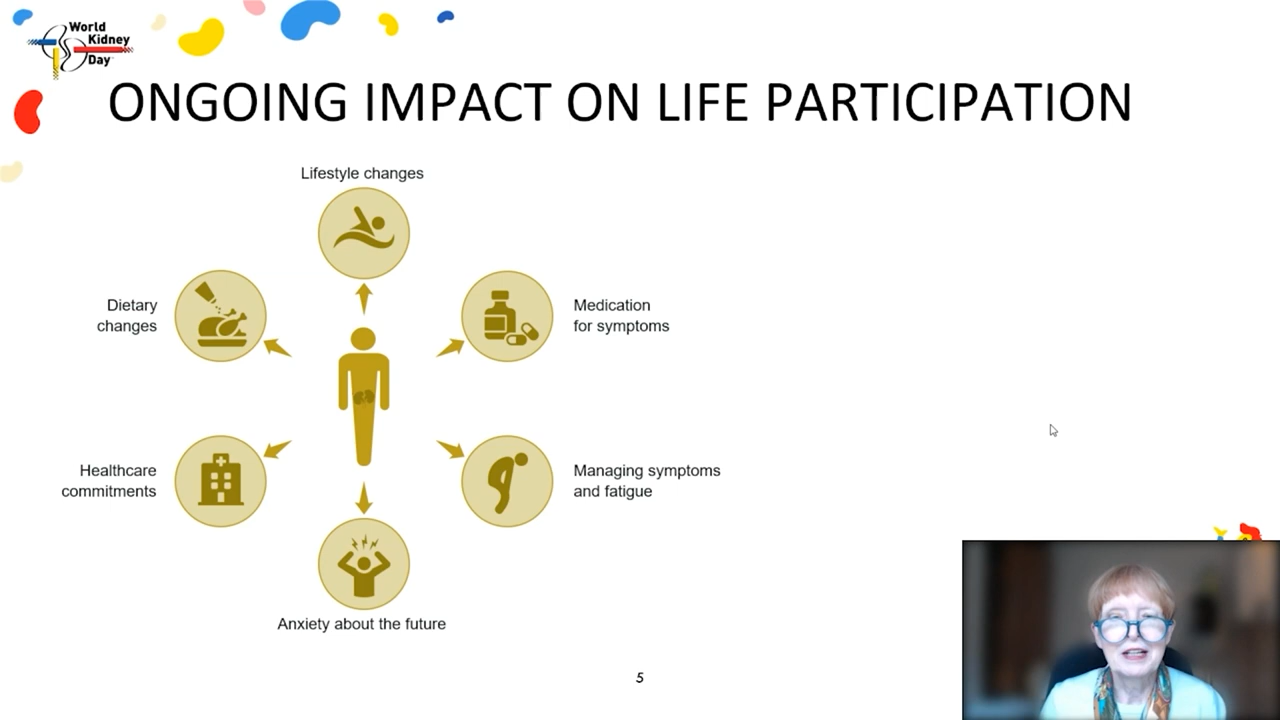 World
Kidney
Day
ONGOING IMPACT ON LIFE PARTICIPATION
Lifestyle changes
Dietary
changes
Medication
for symptoms
Healthcare
commitments
Managing symptoms
and fatigue
Anxiety about the future
5